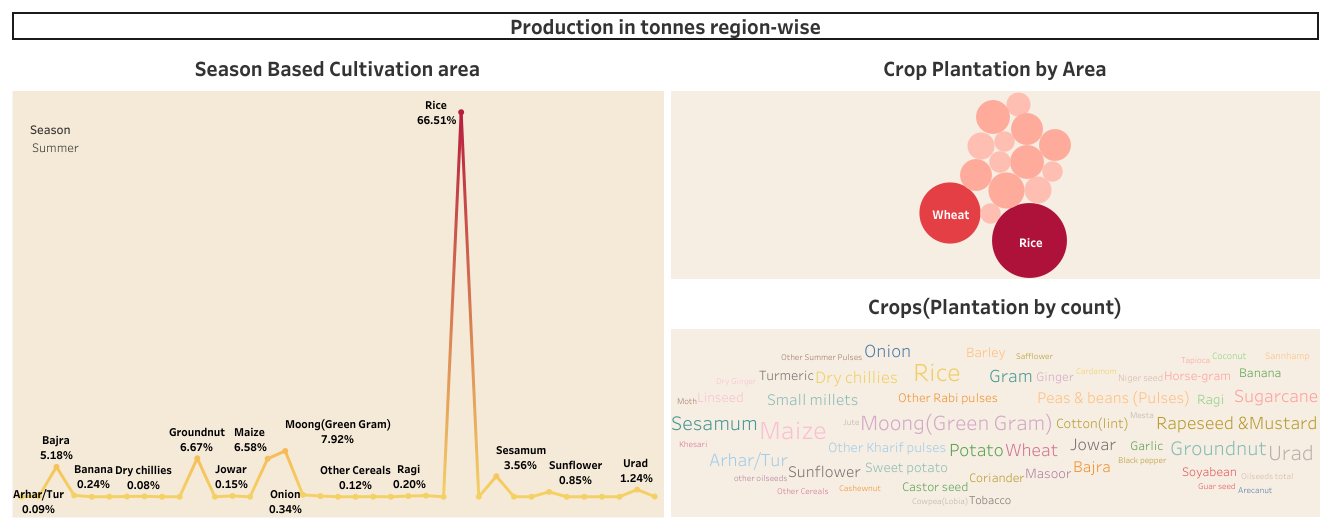 Production in tonnes region-wise
Season Based Cultivation area
Season
Summer
Rice
66.51%
Moong(Green Gram)
7.92%
Groundnut
6.67%
Maize
6.58%
Bajra
5.18%
Sesamum
3.56%
Banana
0.24%
Dry chillies
0.08%
Jowar
0.15%
Other Cereals
0.12%
Ragi
0.20%
Sunflower
0.85%
Urad
1.24%
Arhar/Tur
0.09%
Onion
0.34%
Crop Plantation by Area
Wheat
Rice
Crops(Plantation by count)
Other Summer Pulses Onion Barley Safflower Tapioca Coconut Sannhamp
Dry Ginger Turmeric Dry chillies Rice Gram Ginger Cardamom Niger seed Horse-gram Banana
Moth Linseed Small millets Other Rabi pulses Peas & beans (Pulses) Ragi Sugarcane
Sesamum Maize Jute Moong(Green Gram) Cotton(lint) Mesta Rapeseed &Mustard
Khesari Other Kharif pulses Potato Wheat Jowar Garlic Groundnut Urad
Arhar/Tur Sunflower Sweet potato Coriander Masoor Bajra Black pepper Soyabean Oilseeds total
other oilseeds Other Cereals Cashewnut Castor seed Guar seed Arecanut
Cowpea(Lobia) Tobacco